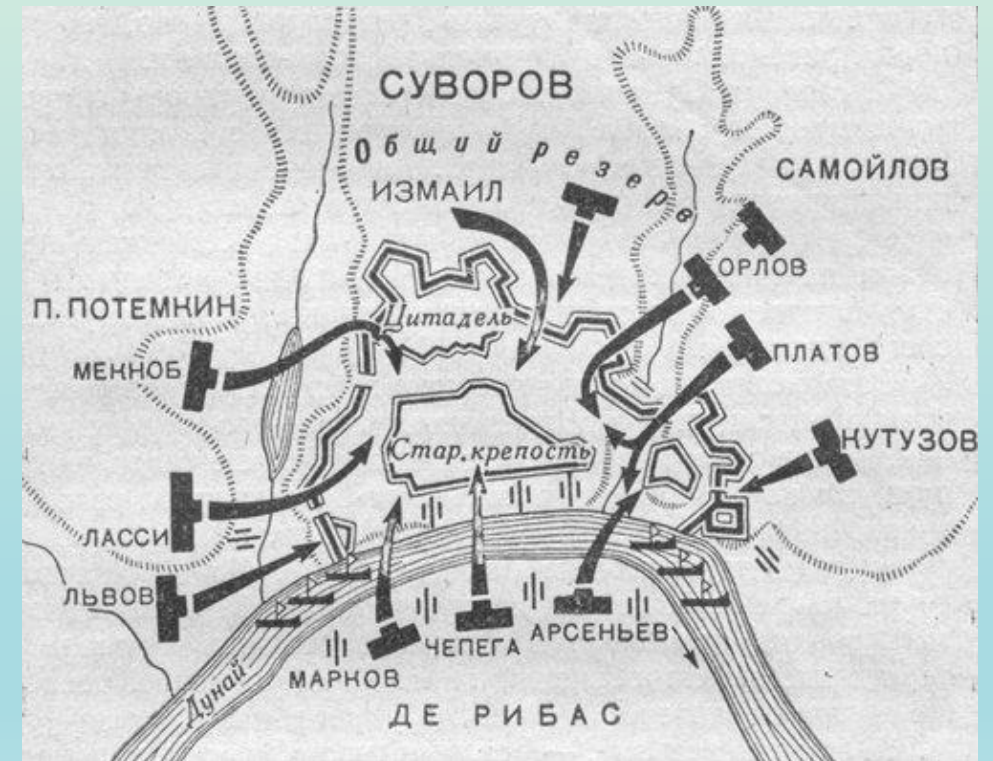 СУВОРОВ
Общий резерв
ИЗМАИЛ
САМОЙЛОВ
ОРЛОВ
П. ПОТЕМКИН
Цитадель
МЕКНОБ
ПЛАТОВ
КУТУЗОВ
Стар. крепость
ЛАССИ
ЛЬВОВ
МАРКОВ
ЧЕПЕГА
АРСЕНЬЕВ
Дунай
ДЕ РИБАС